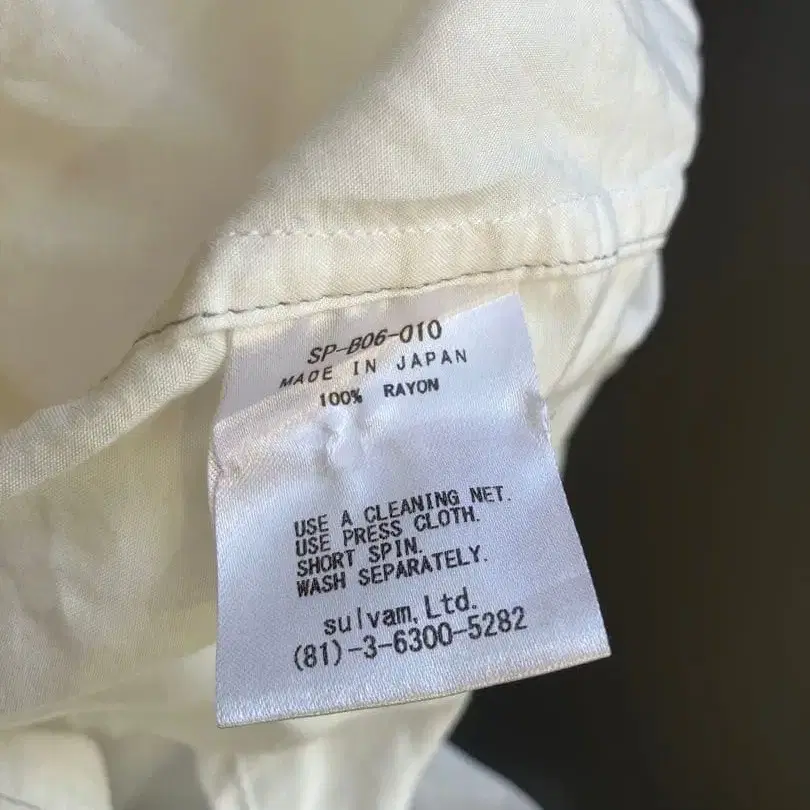 SP-B06-010
MADE IN JAPAN
100% RAYON
USE A CLEANING NET.
USE PRESS CLOTH.
SHORT SPIN.
WASH SEPARATELY.
sulvam, Ltd.
(81)-3-6300-5282